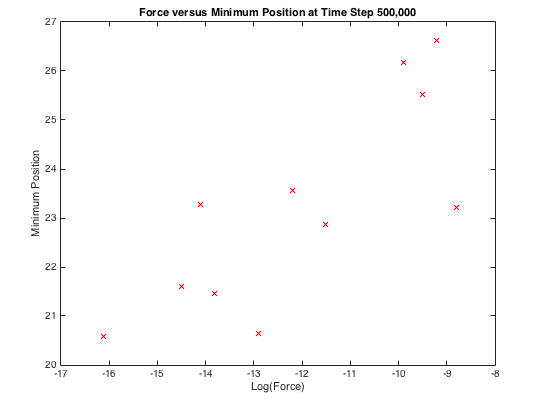 Force versus Minimum Position at Time Step 500,000
27
26
25
24
23
22
21
20
Minimum Position
-17 -16 -15 -14 -13 -12 -11 -10 -9 -8
Log(Force)